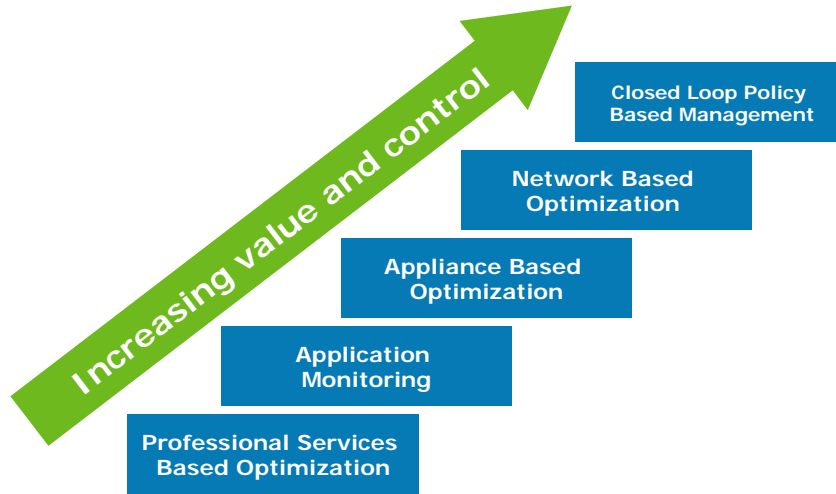 Increasing value and control
Closed Loop Policy
Based Management
Network Based
Optimization
Appliance Based
Optimization
Application
Monitoring
Professional Services
Based Optimization